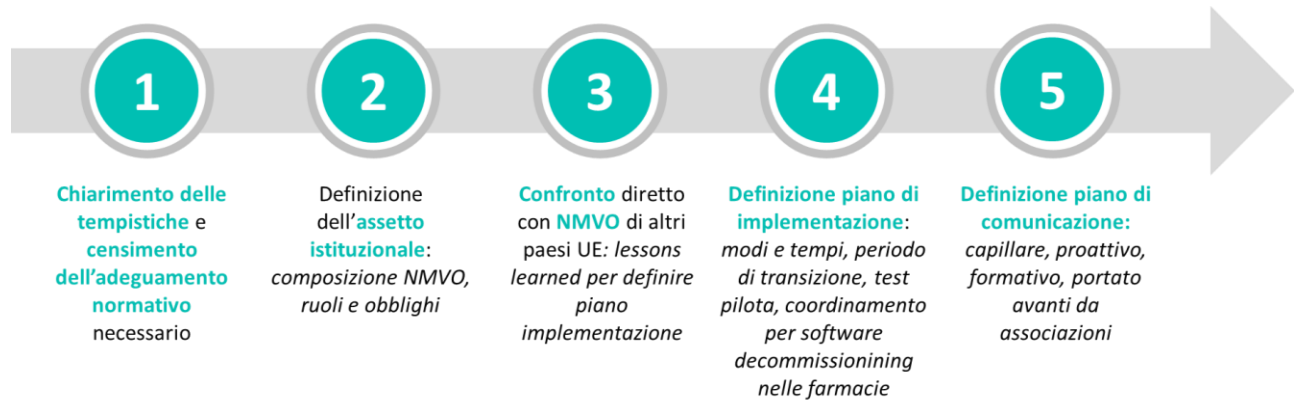 1
2
3
4
5
Chiarimento delle
tempistiche e
censimento
dell'adeguamento
normativo
necessario
Definizione
dell'assetto
istituzionale:
composizione NMVO,
ruoli e obblighi
Confronto diretto
con NMVO di altri
paesi UE: lessons
learned per definire
piano
implementazione
Definizione piano di
implementazione:
modi e tempi, periodo
di transizione, test
pilota, coordinamento
per software
decommissionining
nelle farmacie
Definizione piano di
comunicazione:
capillare, proattivo,
formativo, portato
avanti da
associazioni